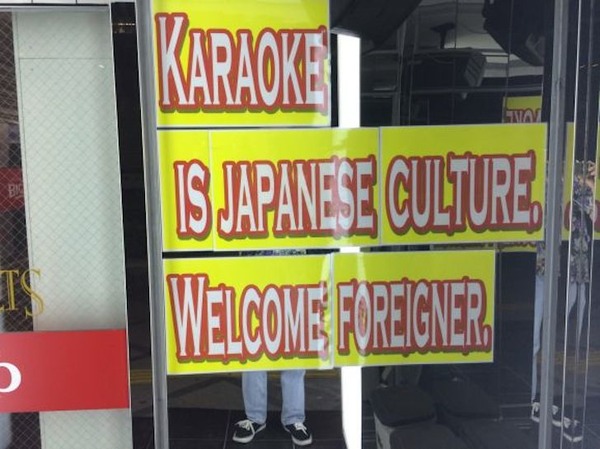 KARAOKE
IS JAPANESE CULTURE.
WELCOME FOREIGNER.